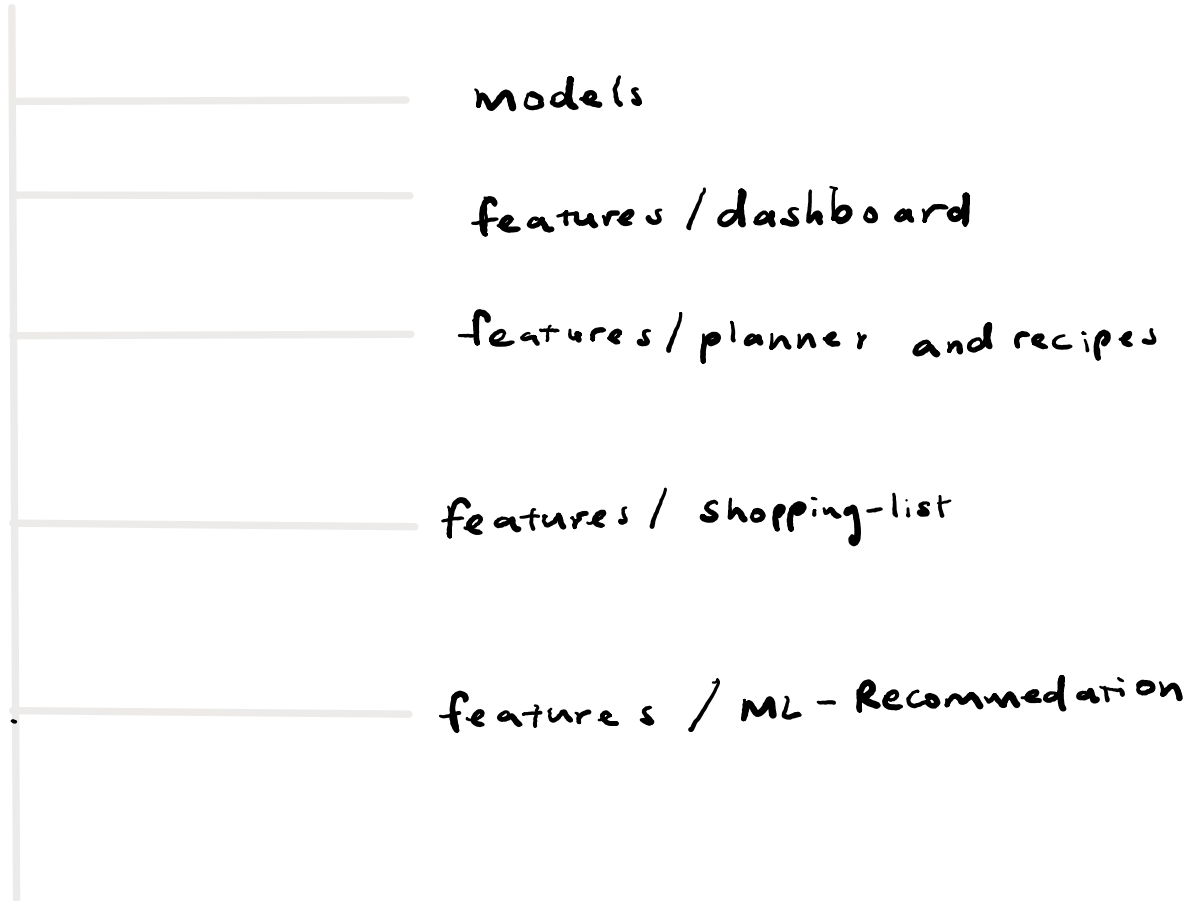 models
features / dashboard
features / planner and recipes
features / shopping-list
features / ML - Recommedation